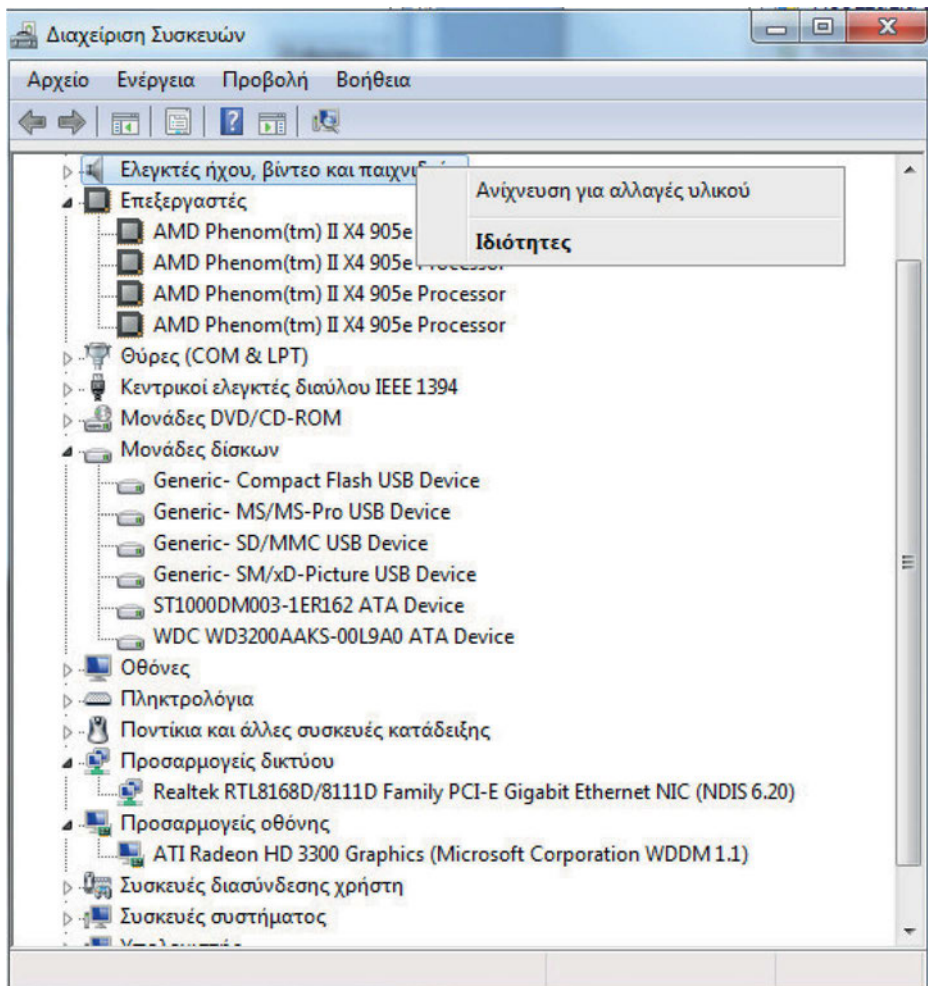 Διαχείριση Συσκευών
Αρχείο Ενέργεια Προβολή Βοήθεια
Ελεγκτές ήχου, βίντεο και
Ανίχνευση για αλλαγές υλικού
Επεξεργαστές
AMD Phenom(tm) II X4 905e
Ιδιότητες
AMD Phenom(tm) II X4 905e Processor
AMD Phenom(tm) II X4 905e Processor
AMD Phenom(tm) II X4 905e Processor
Θύρες (COM & LPT)
Κεντρικοί ελεγκτές διαύλου IEEE 1394
Μονάδες DVD/CD-ROM
Μονάδες δίσκων
Generic- Compact Flash USB Device
Generic- MS/MS-Pro USB Device
Generic- SD/MMC USB Device
Generic- SM/xD-Picture USB Device
ST1000DM003-1ER162 ATA Device
WDC WD3200AAKS-00L9A0 ATA Device
Οθόνες
Πληκτρολόγια
Ποντίκια και άλλες συσκευές κατάδειξης
Προσαρμογείς δικτύου
Realtek RTL8168D/8111D Family PCI-E Gigabit Ethernet NIC (NDIS 6.20)
Προσαρμογείς οθόνης
ATI Radeon HD 3300 Graphics (Microsoft Corporation WDDM 1.1)
Συσκευές διασύνδεσης χρήστη
Συσκευές συστήματος